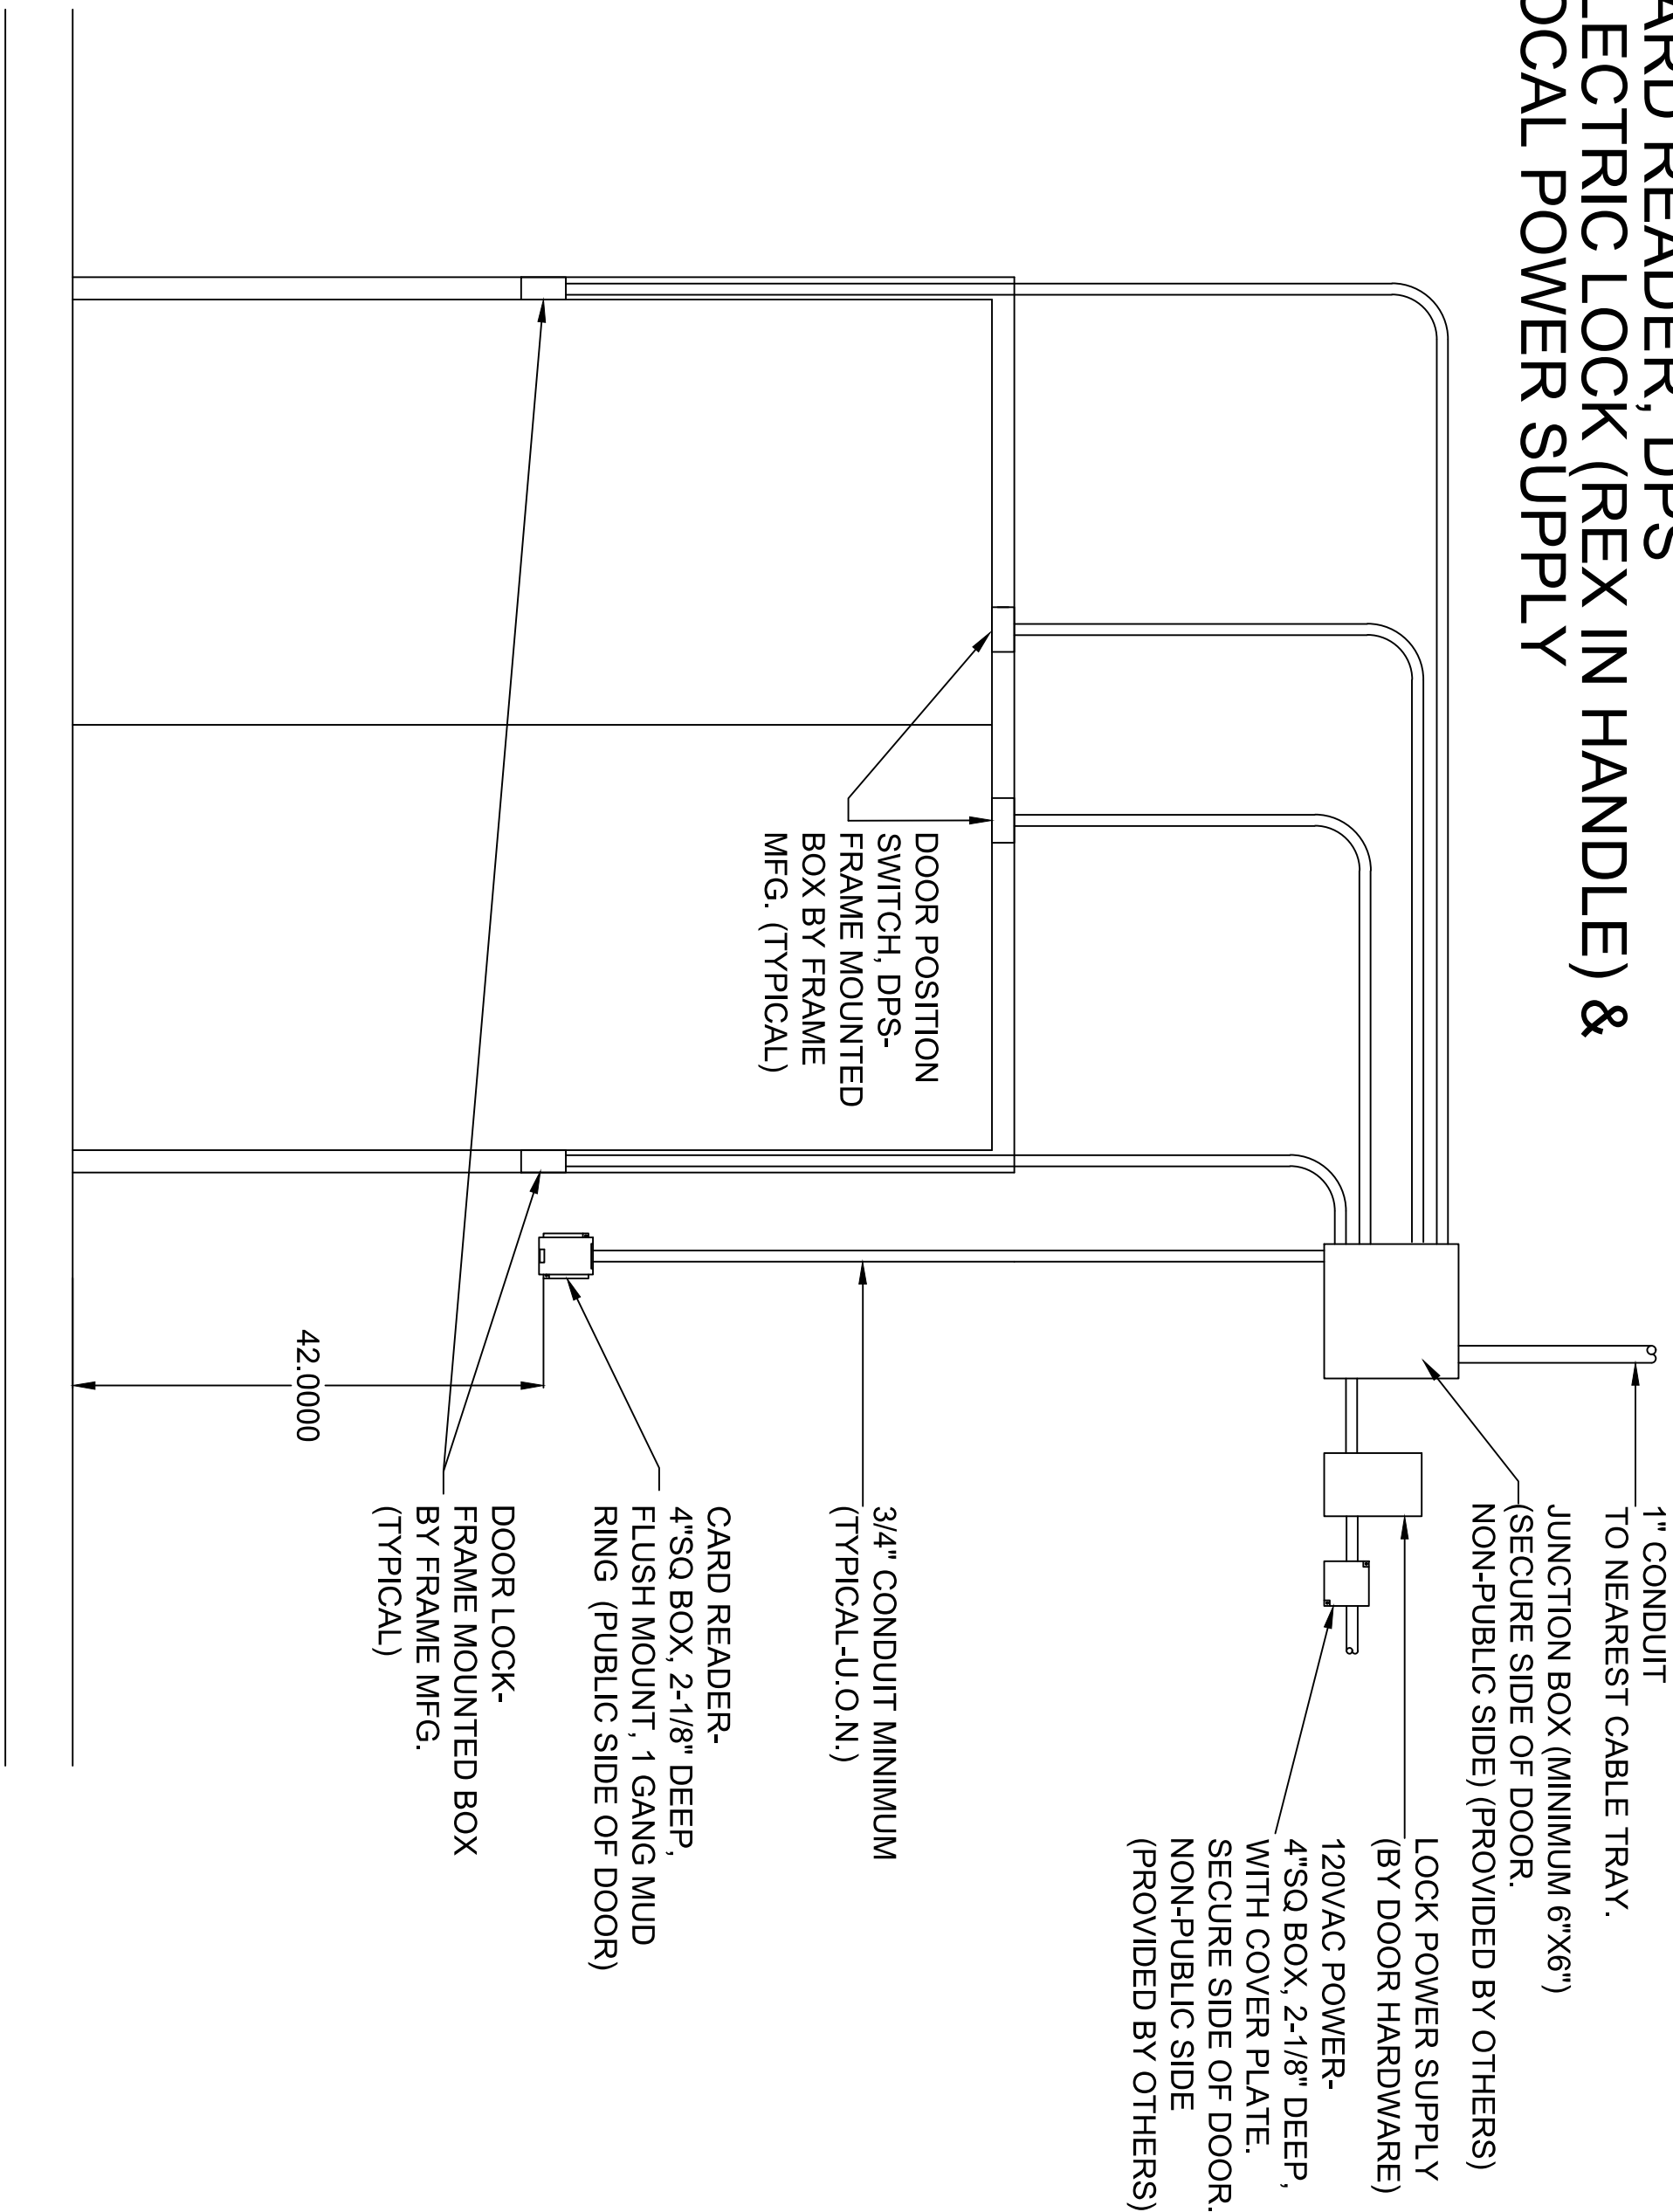 READER, DPS
ELECTRIC LOCK (REX IN HANDLE) &
LOCAL POWER SUPPLY
1" CONDUIT
TO NEAREST CABLE TRAY.
JUNCTION BOX (MINIMUM 6"X6")
(SECURE SIDE OF DOOR.
NON-PUBLIC SIDE) (PROVIDED BY OTHERS)
LOCK POWER SUPPLY
(BY DOOR HARDWARE)
120VAC POWER-
4"SQ BOX, 2-1/8" DEEP,
WITH COVER PLATE.
SECURE SIDE OF DOOR.
NON-PUBLIC SIDE
(PROVIDED BY OTHERS)
DOOR POSITION
SWITCH, DPS-
FRAME MOUNTED
BOX BY FRAME
MFG. (TYPICAL)
3/4" CONDUIT MINIMUM
(TYPICAL-U.O.N.)
CARD READER-
4"SQ BOX, 2-1/8" DEEP,
FLUSH MOUNT, 1 GANG MUD
RING (PUBLIC SIDE OF DOOR)
DOOR LOCK-
FRAME MOUNTED BOX
BY FRAME MFG.
(TYPICAL)
42.0000